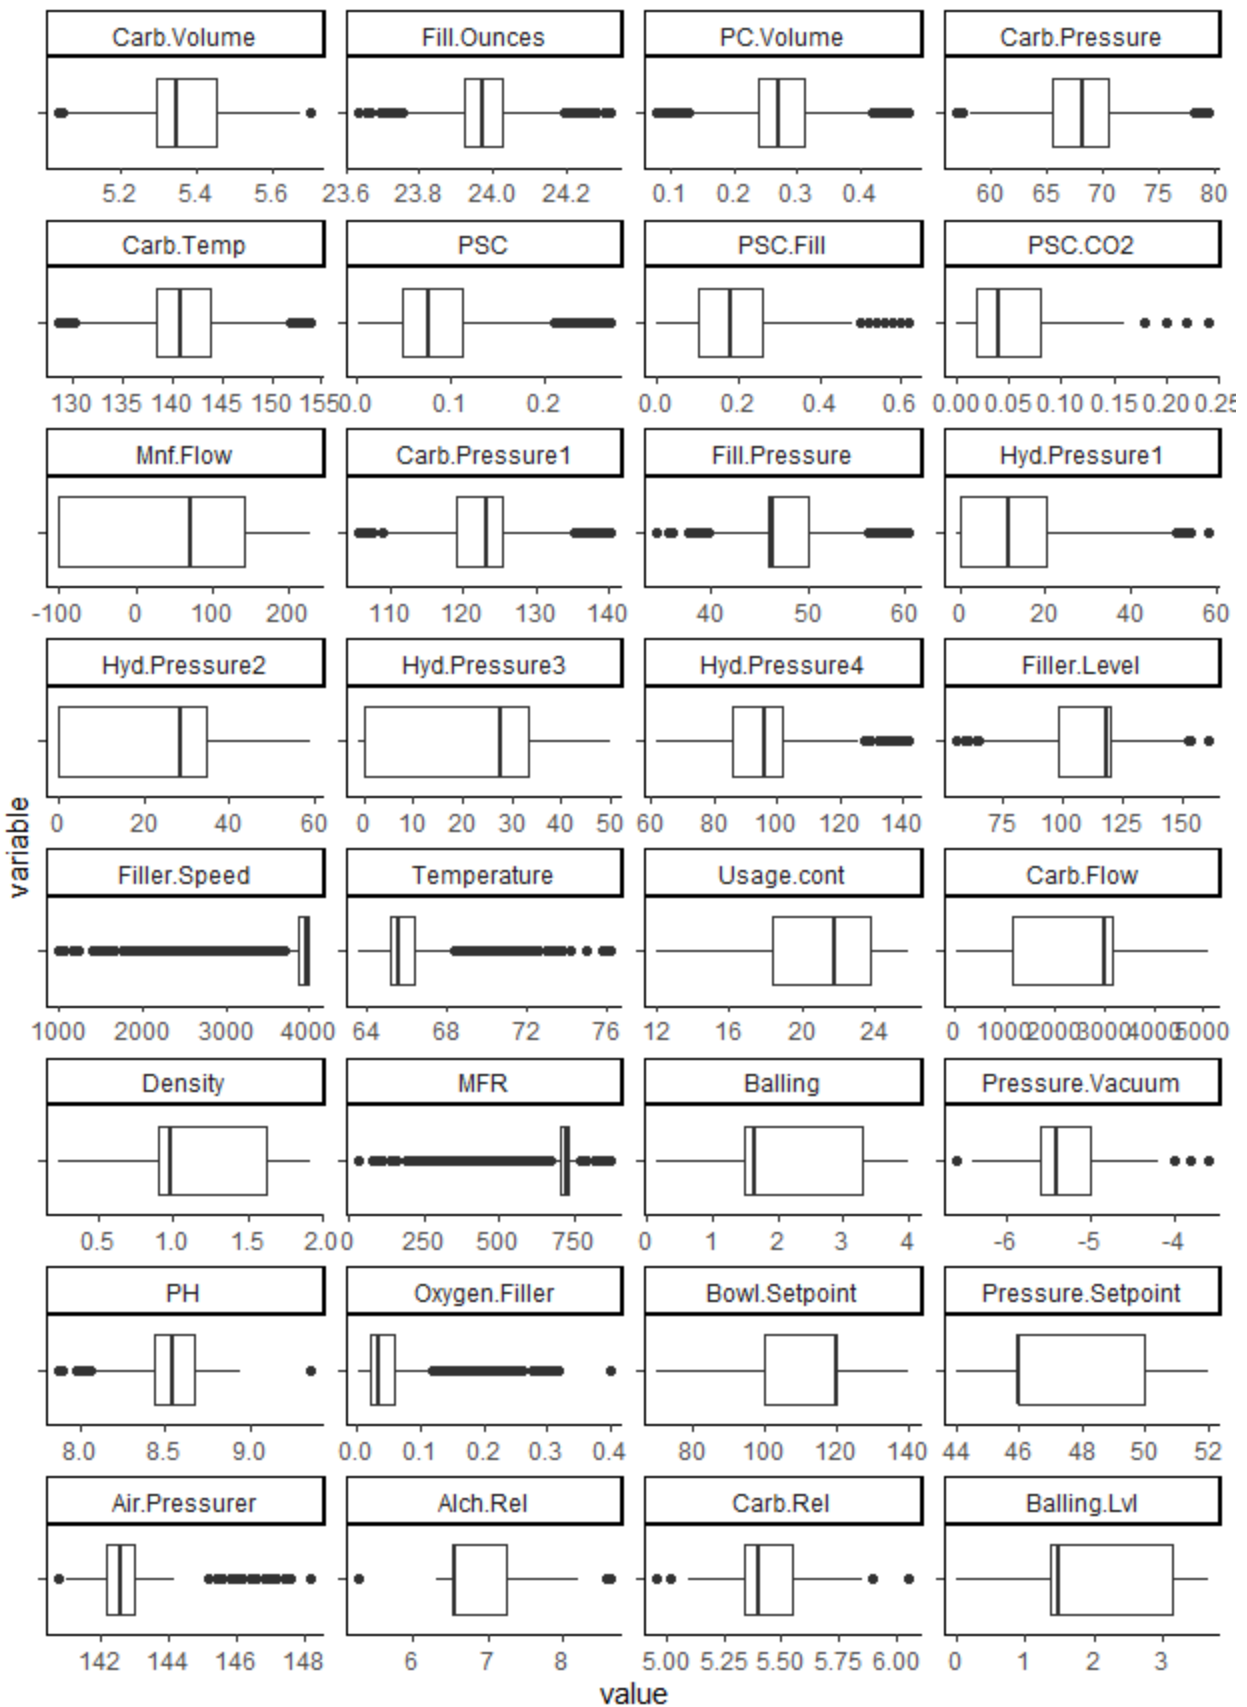 Carb.Volume Fill.Ounces PC.Volume Carb.Pressure
5.2 5.4 5.6 23.6 23.8 24.0 24.2 0.1 0.2 0.3 0.4 60 65 70 75 80
Carb.Temp PSC PSC.Fill PSC.CO2
130 135 140 145 150 155 0.0 0.1 0.2 0.0 0.2 0.4 0.6 0.00 0.05 0.10 0.15 0.20 0.25
Mnf.Flow Carb.Pressure1 Fill.Pressure Hyd.Pressure1
-100 0 100 200 110 120 130 140 40 50 60 0 20 40 60
Hyd.Pressure2 Hyd.Pressure3 Hyd.Pressure4 Filler.Level
0 20 40 60 0 10 20 30 40 50 60 80 100 120 140 75 100 125 150
variable
Filler.Speed Temperature Usage.cont Carb.Flow
1000 2000 3000 4000 64 68 72 76 12 16 20 24 0 1000 2000 3000 4000 5000
Density MFR Balling Pressure.Vacuum
0.5 1.0 1.5 2.0 0 250 500 750 0 1 2 3 4 -6 -5 -4
PH Oxygen.Filler Bowl.Setpoint Pressure.Setpoint
8.0 8.5 9.0 0.0 0.1 0.2 0.3 0.4 80 100 120 140 44 46 48 50 52
Air.Pressurer Alch.Rel Carb.Rel Balling.Lvl
142 144 146 148 6 7 8 5.00 5.25 5.50 5.75 6.00 0 1 2 3
value